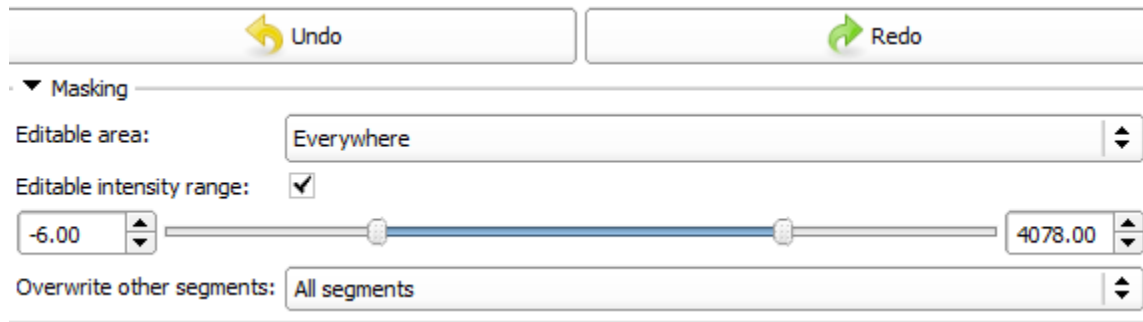 Undo Redo
Masking
Editable area: Everywhere
Editable intensity range:
-6.00 4078.00
Overwrite other segments: All segments